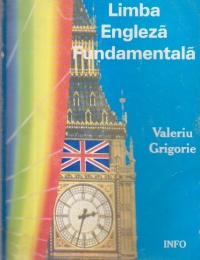 Limba
Engleză
Fundamentală
Valeriu
Grigorie
INFO